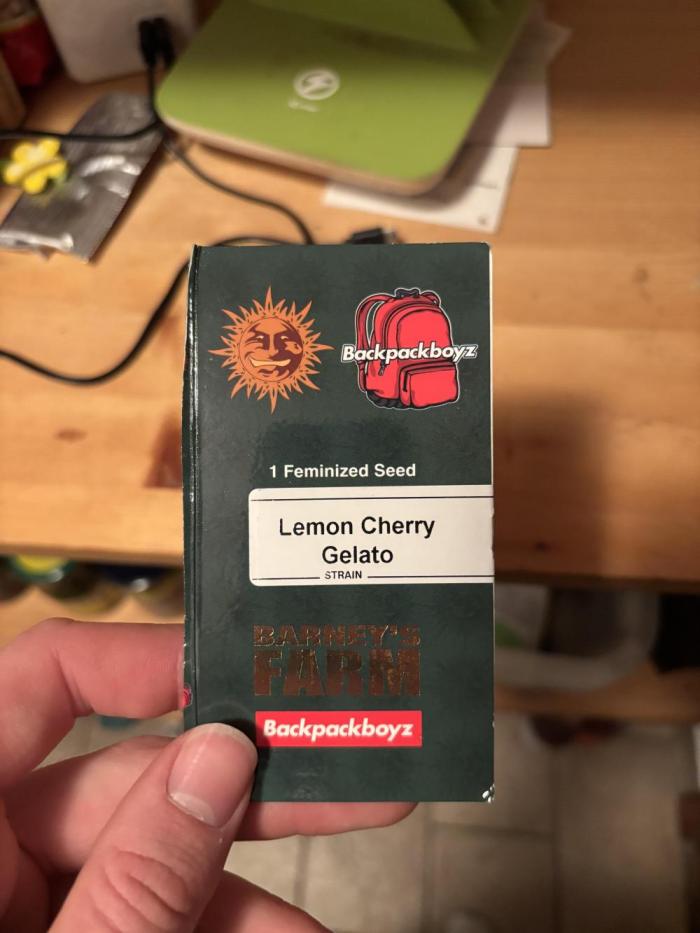 Backpackboyz
1 Feminized Seed
Lemon Cherry
Gelato
STRAIN
BARNEY'S
FARM
Backpackboyz